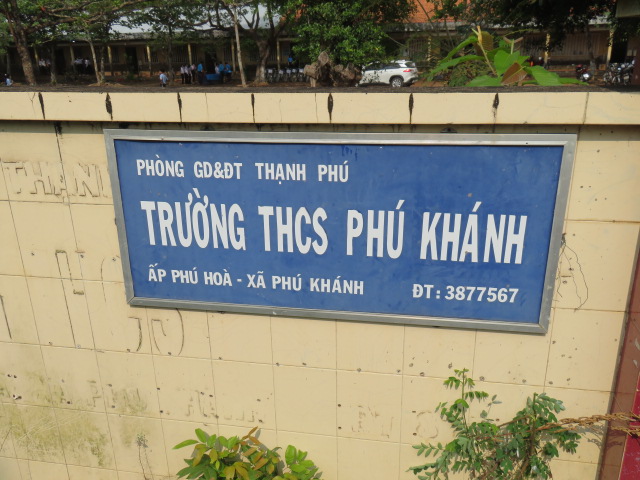 PHÒNG GD&ĐT THẠNH PHÚ
TRƯỜNG THCS PHÚ KHÁNH
ẤP PHÚ HOÀ - XÃ PHÚ KHÁNH ĐT: 3877567